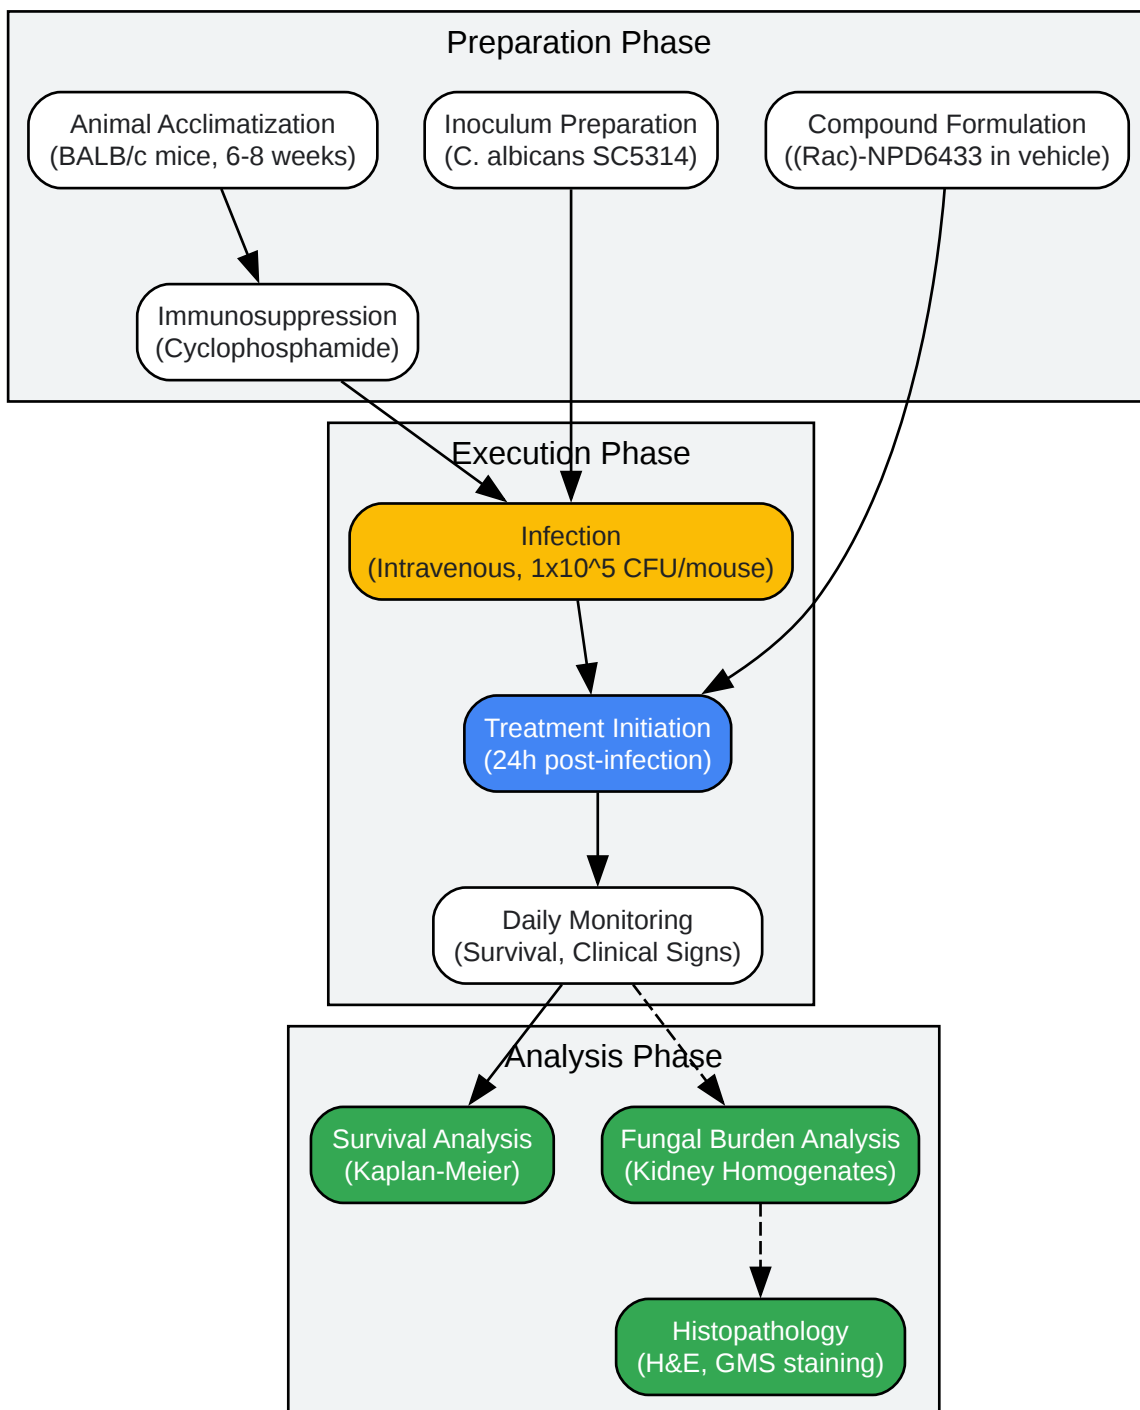 Preparation Phase
Animal Acclimatization
(BALB/c mice, 6-8 weeks)
Inoculum Preparation
(C. albicans SC5314)
Compound Formulation
((Rac)-NPD6433 in vehicle)
Immunosuppression
(Cyclophosphamide)
Execution Phase
Infection
(Intravenous, 1x10^5 CFU/mouse)
Treatment Initiation
(24h post-infection)
Daily Monitoring
(Survival, Clinical Signs)
Analysis Phase
Survival Analysis
(Kaplan-Meier)
Fungal Burden Analysis
(Kidney Homogenates)
Histopathology
(H&E, GMS staining)